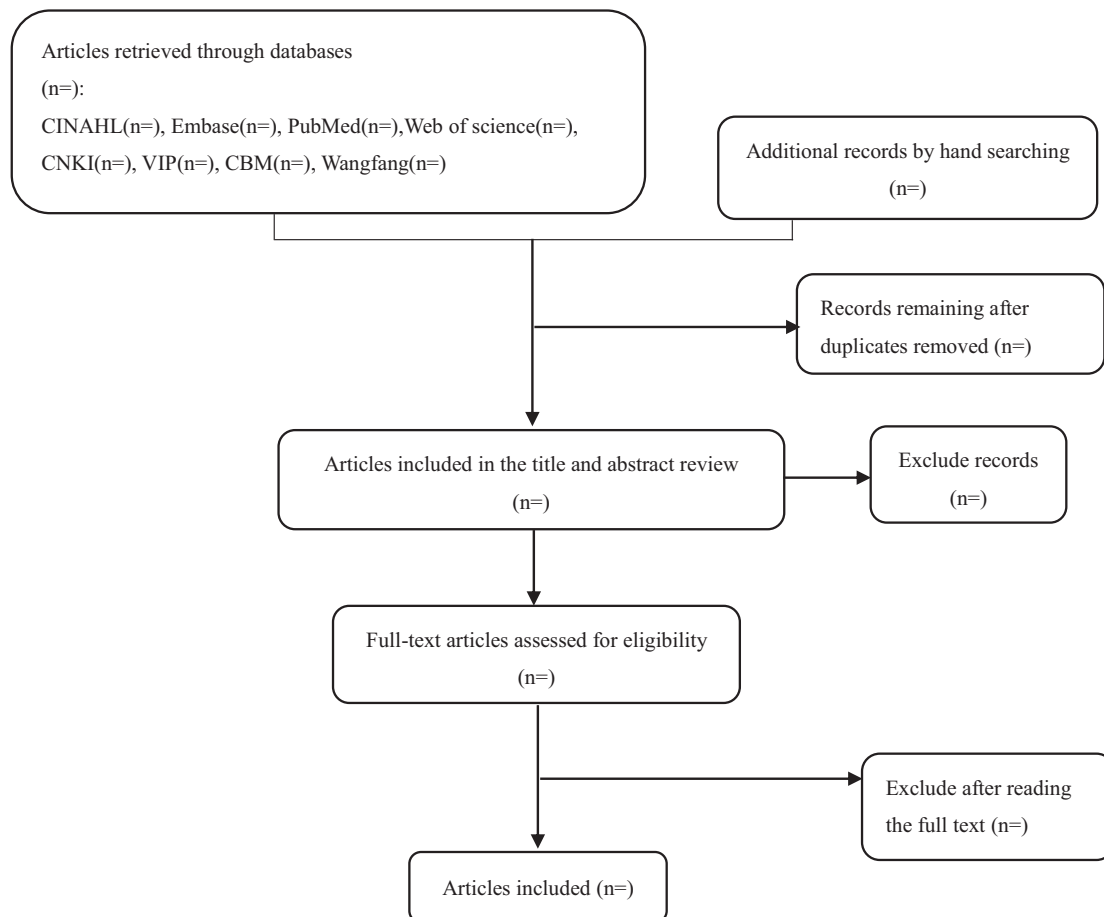 Articles retrieved through databases
(n=):
CINAHL(n=), Embase(n=), PubMed(n=),Web of science(n=),
CNKI(n=), VIP(n=), CBM(n=), Wangfang(n=)
Additional records by hand searching
(n=)
Records remaining after
duplicates removed (n=)
Articles included in the title and abstract review
(n=)
Exclude records
(n=)
Full-text articles assessed for eligibility
(n=)
Exclude after reading
the full text (n=)
Articles included (n=)